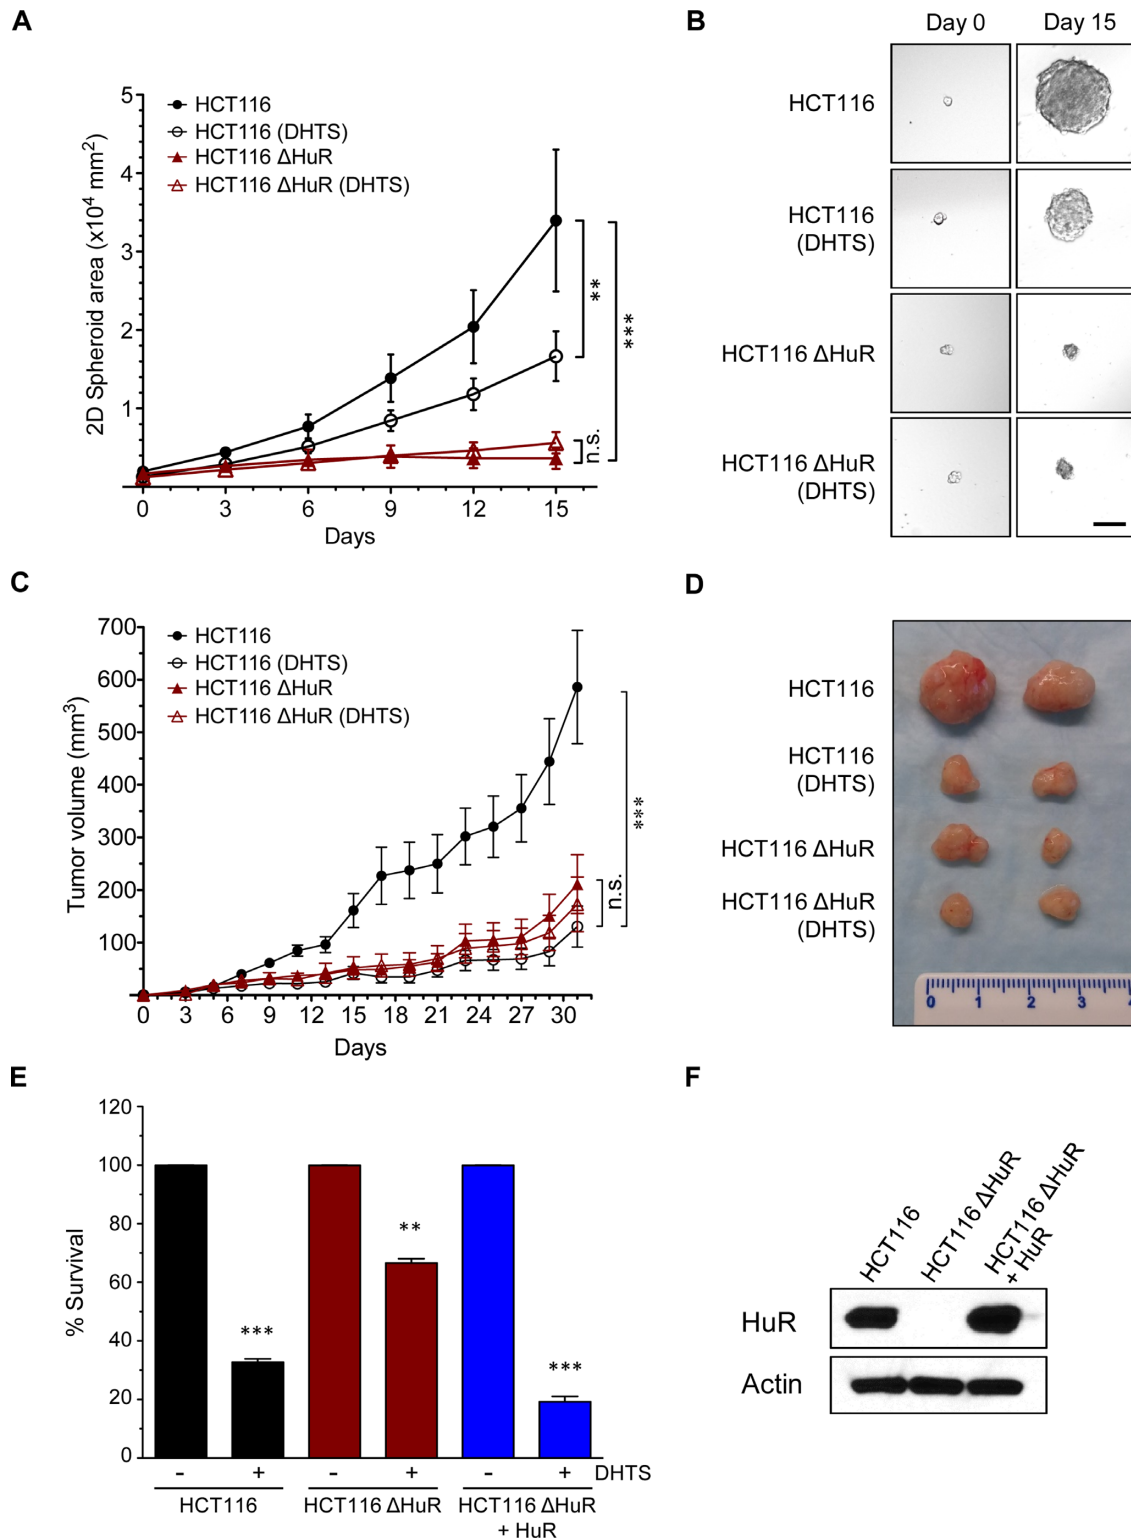 A
5
4
3
2
1
2D Spheroid area (x10⁴ mm²)
HCT116
HCT116 (DHTS)
HCT116 ΔHuR
HCT116 ΔHuR (DHTS)
**
***
n.s.
0 3 6 9 12 15
Days
B
Day 0 Day 15
HCT116
HCT116
(DHTS)
HCT116 ΔHuR
HCT116 ΔHuR
(DHTS)
C
700
600
500
400
300
200
100
Tumor volume (mm³)
HCT116
HCT116 (DHTS)
HCT116 ΔHuR
HCT116 ΔHuR (DHTS)
***
n.s.
0 3 6 9 12 15 18 21 24 27 30
Days
D
HCT116
HCT116
(DHTS)
HCT116 ΔHuR
HCT116 ΔHuR
(DHTS)
0 1 2 3 4
E
120
100
80
60
40
20
0
% Survival
***
**
***
- + - + - + DHTS
HCT116 HCT116 ΔHuR HCT116 ΔHuR
+ HuR
F
HCT116
HCT116 ΔHuR
HCT116 ΔHuR
+ HuR
HuR
Actin